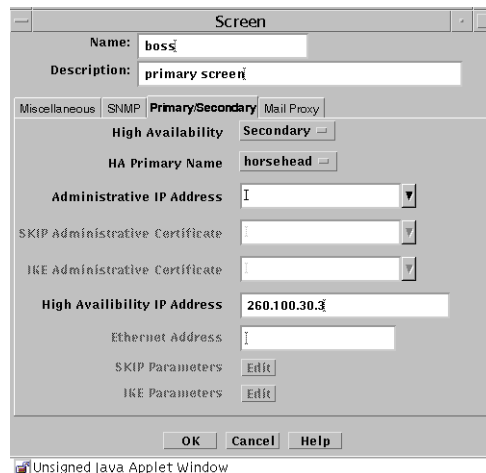 Screen
Name: boss
Description: primary screen
Miscellaneous SNMP Primary/Secondary Mail Proxy
High Availability Secondary
HA Primary Name horsehead
Administrative IP Address
SKIP Administrative Certificate
IKE Administrative Certificate
High Availibility IP Address 260.100.30.3
Ethernet Address
SKIP Parameters Edit
IKE Parameters Edit
OK Cancel Help
Unsigned Java Applet Window